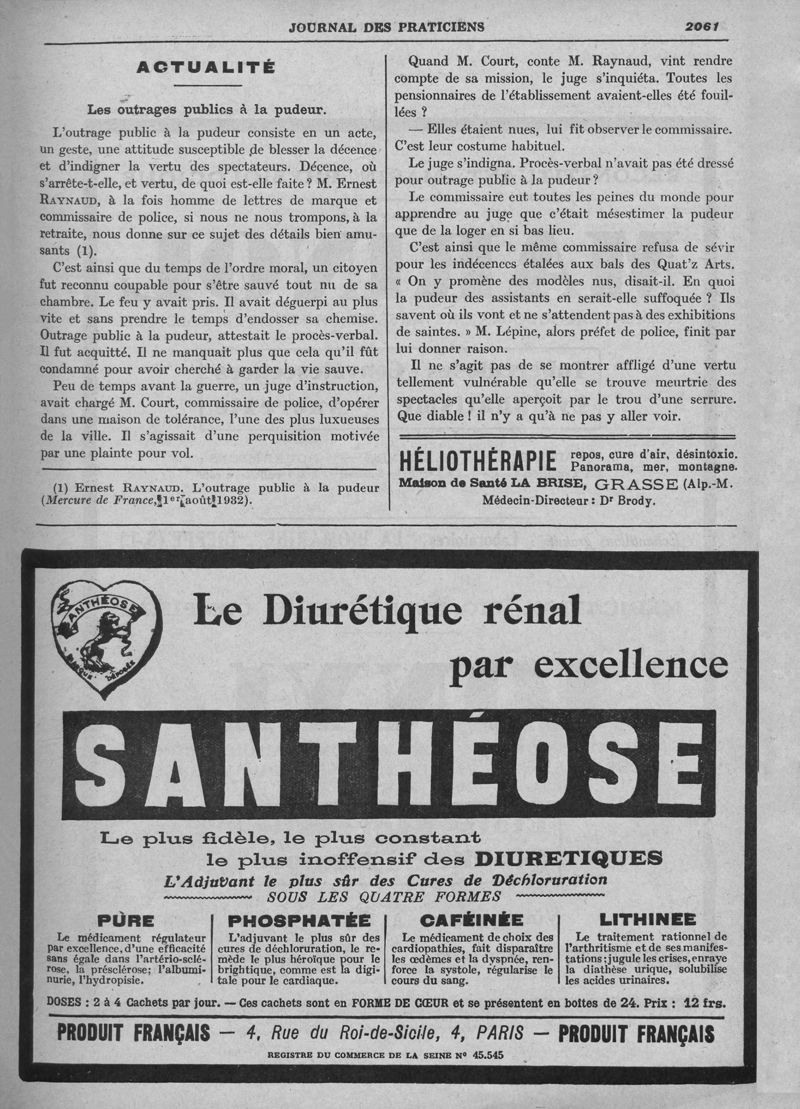 JOURNAL DES PRATICIENS 2061
ACTUALITÉ
Les outrages publics à la pudeur.
L'outrage public à la pudeur consiste en un acte,
un geste, une attitude susceptible de blesser la décence
et d'indigner la vertu des spectateurs. Décence, où
s'arrête-t-elle, et vertu, de quoi est-elle faite ? M. Ernest
RAYNAUD, à la fois homme de lettres de marque et
commissaire de police, si nous ne nous trompons, à la
retraite, nous donne sur ce sujet des détails bien amu-
sants (1).
C'est ainsi que du temps de l'ordre moral, un citoyen
fut reconnu coupable pour s'être sauvé tout nu de sa
chambre. Le feu y avait pris. Il avait déguerpi au plus
vite et sans prendre le temps d'endosser sa chemise.
Outrage public à la pudeur, attestait le procès-verbal.
Il fut acquitté. Il ne manquait plus que cela qu'il fût
condamné pour avoir cherché à garder la vie sauve.
Peu de temps avant la guerre, un juge d'instruction,
avait chargé M. Court, commissaire de police, d'opérer
dans une maison de tolérance, l'une des plus luxueuses
de la ville. Il s'agissait d'une perquisition motivée
par une plainte pour vol.
(1) Ernest RAYNAUD. L'outrage public à la pudeur
(Mercure de France, 1er août 1932).
Quand M. Court, conte M. Raynaud, vint rendre
compte de sa mission, le juge s'inquiéta. Toutes les
pensionnaires de l'établissement avaient-elles été fouil-
lées ?
— Elles étaient nues, lui fit observer le commissaire.
C'est leur costume habituel.
Le juge s'indigna. Procès-verbal n'avait pas été dressé
pour outrage public à la pudeur ?
Le commissaire eut toutes les peines du monde pour
apprendre au juge que c'était mésestimer la pudeur
que de la loger en si bas lieu.
C'est ainsi que le même commissaire refusa de sévir
pour les indécences étalées aux bals des Quat'z Arts.
« On y promène des modèles nus, disait-il. En quoi
la pudeur des assistants en serait-elle suffoquée ? Ils
savent où ils vont et ne s'attendent pas à des exhibitions
de saintes. » M. Lépine, alors préfet de police, finit par
lui donner raison.
Il ne s'agit pas de se montrer affligé d'une vertu
tellement vulnérable qu'elle se trouve meurtrie des
spectacles qu'elle aperçoit par le trou d'une serrure.
Que diable ! il n'y a qu'à ne pas y aller voir.
HÉLIOTHÉRAPIE repos, cure d'air, désintoxic.
Panorama, mer, montagne.
Maison de Santé LA BRISE, GRASSE (Alp.-M.
Médecin-Directeur : Dr Brody.
SANTHÉOSE
MARQUE DÉPOSÉE
Le Diurétique rénal
par excellence
SANTHÉOSE
Le plus fidèle, le plus constant
le plus inoffensif des DIURETIQUES
L'Adjuvant le plus sûr des Cures de Déchloruration
SOUS LES QUATRE FORMES
PURE
Le médicament régulateur
par excellence, d'une efficacité
sans égale dans l'artério-sclé-
rose, la présclérose; l'albumi-
nurie, l'hydropisie.
PHOSPHATÉE
L'adjuvant le plus sûr des
cures de déchloruration, le re-
mède le plus héroïque pour le
brightique, comme est la digi-
tale pour le cardiaque.
CAFÉINÉE
Le médicament de choix des
cardiopathies, fait disparaître
les œdèmes et la dyspnée, ren-
force la systole, régularise le
cours du sang.
LITHINEE
Le traitement rationnel de
l'arthritisme et de ses manifes-
tations; jugule les crises, enraye
la diathèse urique, solubilise
les acides urinaires.
DOSES : 2 à 4 Cachets par jour. — Ces cachets sont en FORME DE CŒUR et se présentent en boîtes de 24. Prix : 12 frs.
PRODUIT FRANÇAIS — 4, Rue du Roi-de-Sicile, 4, PARIS — PRODUIT FRANÇAIS
REGISTRE DU COMMERCE DE LA SEINE No 45.545